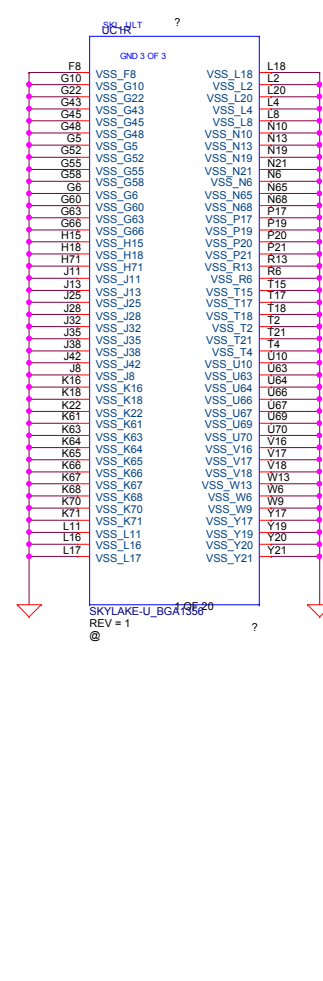 SKL_ULT
?
UC1R
GND 3 OF 3
F8 VSS_F8 VSS_L18 L18
G10 VSS_G10 VSS_L2 L2
G22 VSS_G22 VSS_L20 L20
G43 VSS_G43 VSS_L4 L4
G45 VSS_G45 VSS_L8 L8
G48 VSS_G48 VSS_N10 N10
G5 VSS_G5 VSS_N13 N13
G52 VSS_G52 VSS_N19 N19
G55 VSS_G55 VSS_N21 N21
G58 VSS_G58 VSS_N6 N6
G6 VSS_G6 VSS_N65 N65
G60 VSS_G60 VSS_N68 N68
G63 VSS_G63 VSS_P17 P17
G66 VSS_G66 VSS_P19 P19
H15 VSS_H15 VSS_P20 P20
H18 VSS_H18 VSS_P21 P21
H71 VSS_H71 VSS_R13 R13
J11 VSS_J11 VSS_R6 R6
J13 VSS_J13 VSS_T15 T15
J25 VSS_J25 VSS_T17 T17
J28 VSS_J28 VSS_T18 T18
J32 VSS_J32 VSS_T2 T2
J35 VSS_J35 VSS_T21 T21
J38 VSS_J38 VSS_T4 T4
J42 VSS_J42 VSS_U10 U10
J8 VSS_J8 VSS_U63 U63
K16 VSS_K16 VSS_U64 U64
K18 VSS_K18 VSS_U66 U66
K22 VSS_K22 VSS_U67 U67
K61 VSS_K61 VSS_U69 U69
K63 VSS_K63 VSS_U70 U70
K64 VSS_K64 VSS_V16 V16
K65 VSS_K65 VSS_V17 V17
K66 VSS_K66 VSS_V18 V18
K67 VSS_K67 VSS_W13 W13
K68 VSS_K68 VSS_W6 W6
K70 VSS_K70 VSS_W9 W9
K71 VSS_K71 VSS_Y17 Y17
L11 VSS_L11 VSS_Y19 Y19
L16 VSS_L16 VSS_Y20 Y20
L17 VSS_L17 VSS_Y21 Y21
1 OF 20
SKYLAKE-U_BGA1356
REV = 1
?
@